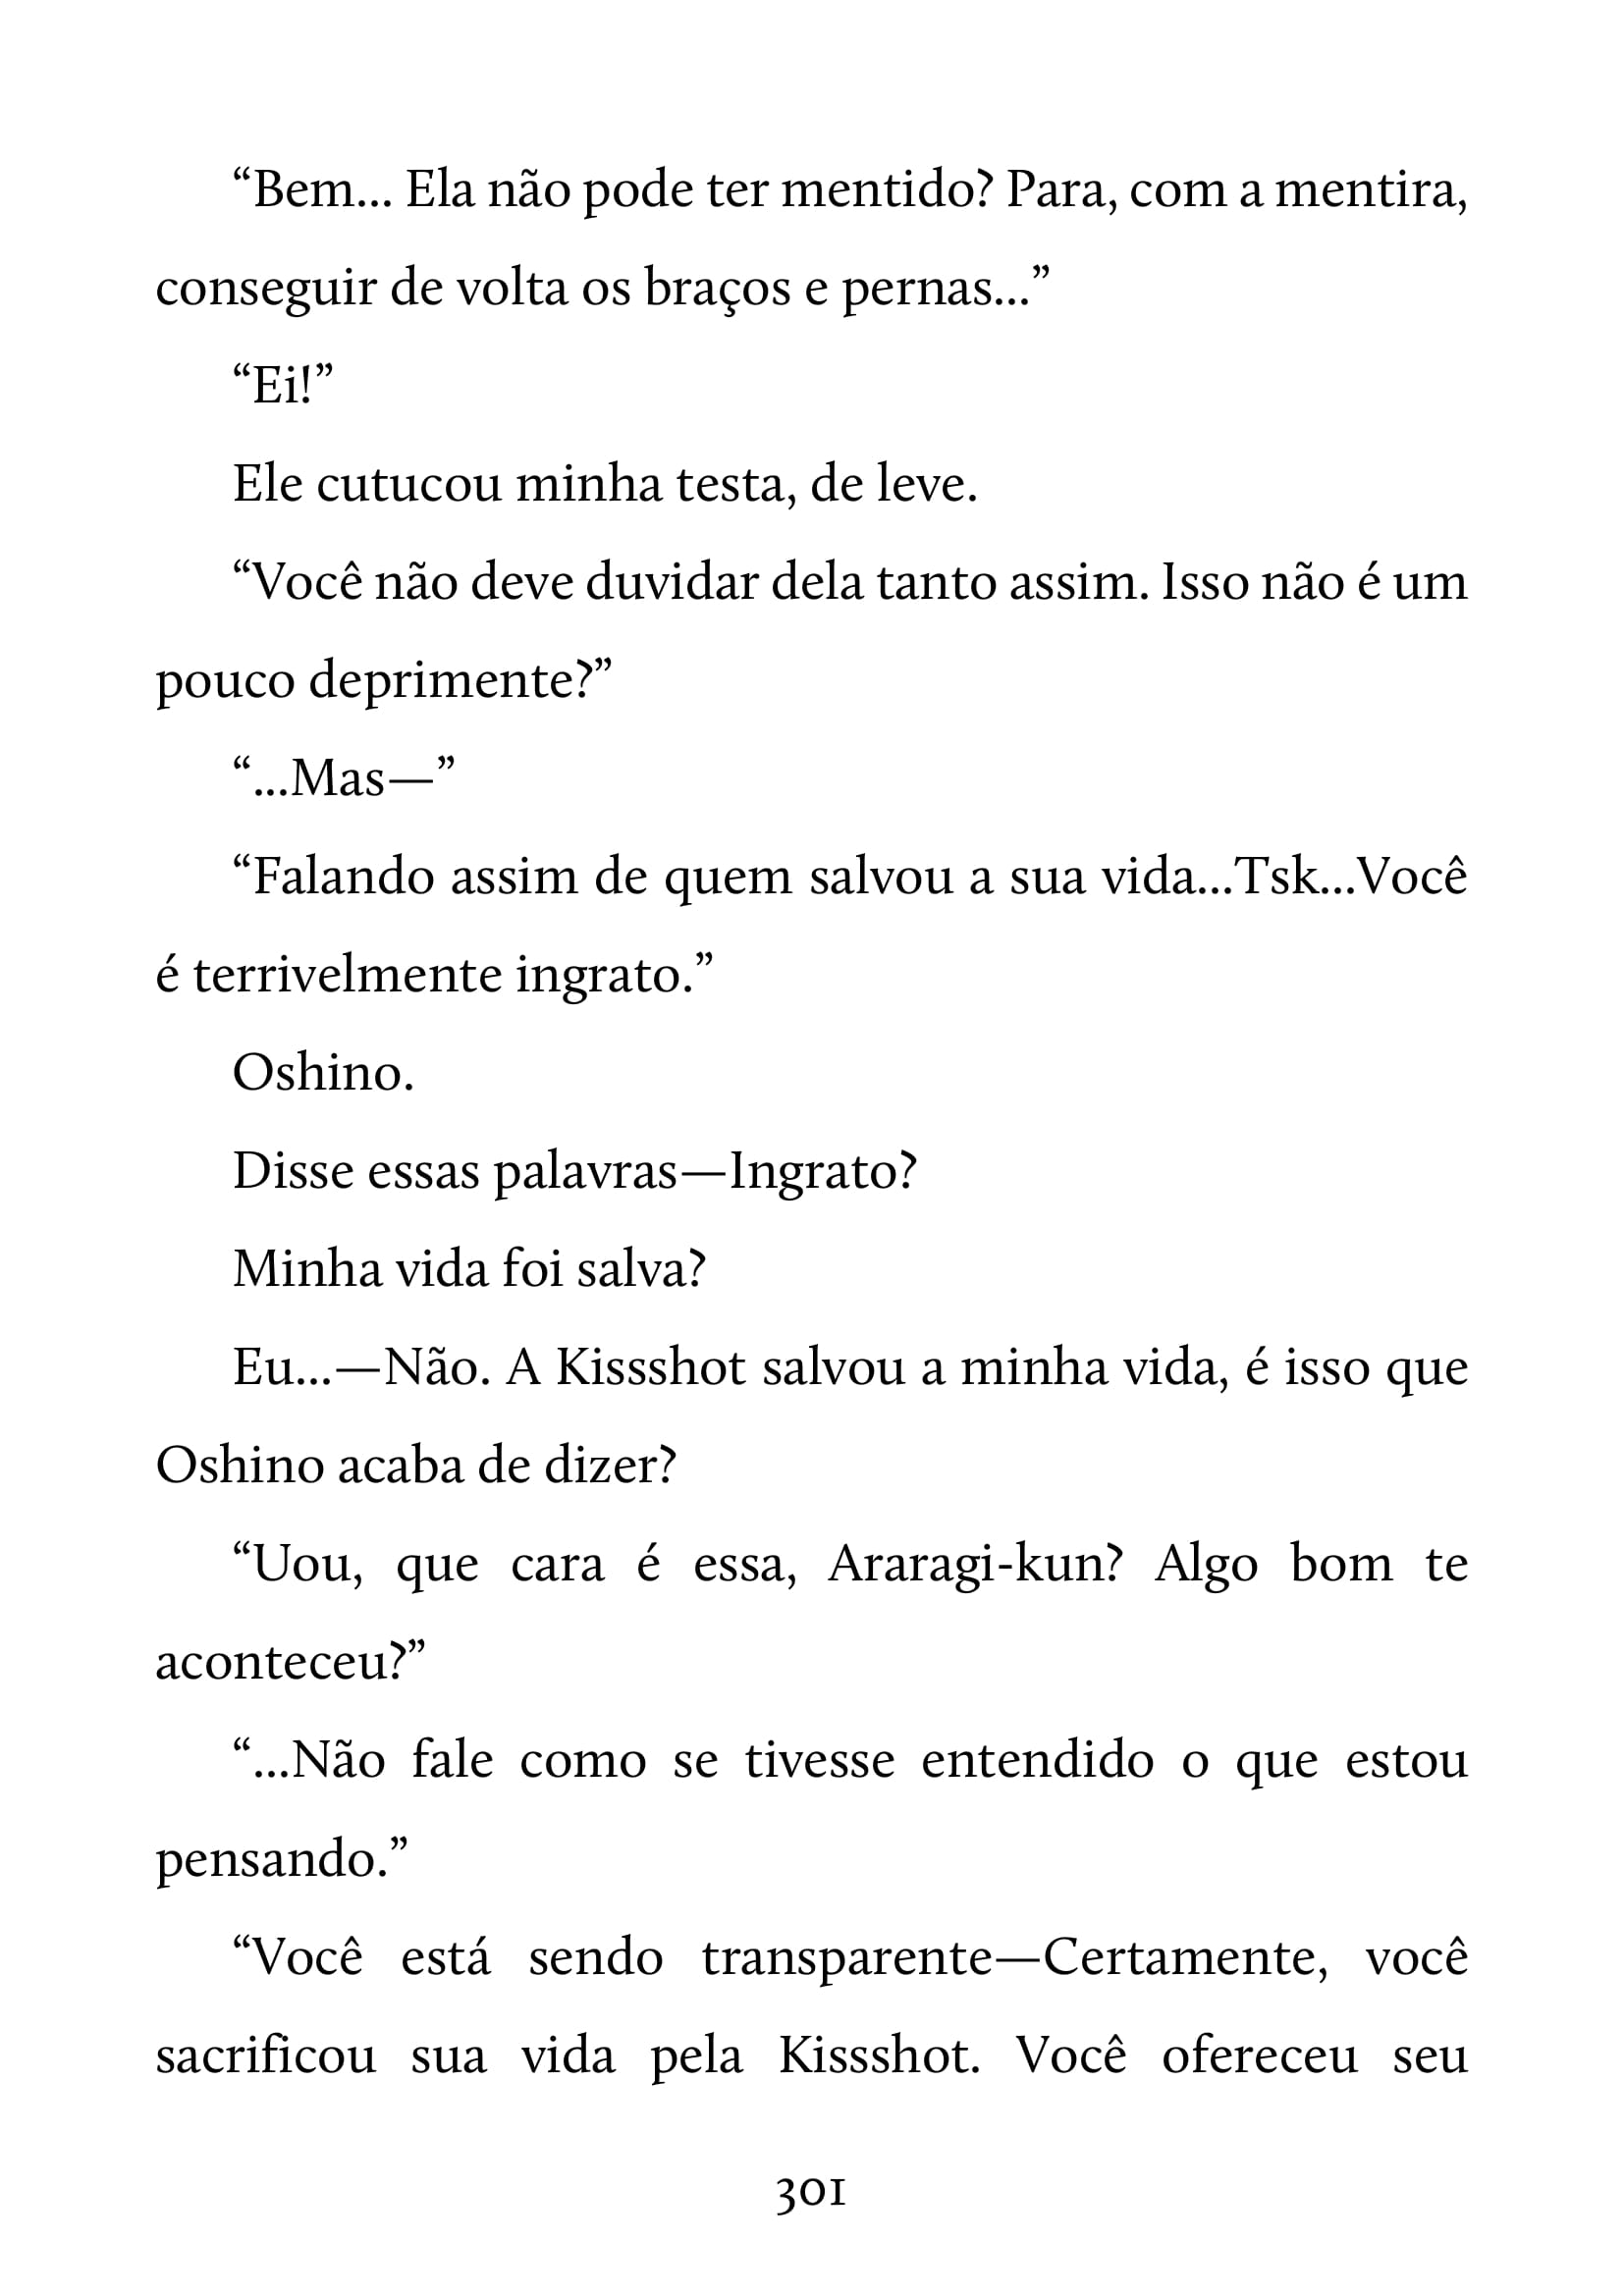 “Bem... Ela não pode ter mentido? Para, com a mentira,
conseguir de volta os braços e pernas...”
“Ei!”
Ele cutucou minha testa, de leve.
“Você não deve duvidar dela tanto assim. Isso não é um
pouco deprimente?”
“...Mas—”
“Falando assim de quem salvou a sua vida...Tsk...Você
é terrivelmente ingrato.”
Oshino.
Disse essas palavras—Ingrato?
Minha vida foi salva?
Eu...—Não. A Kissshot salvou a minha vida, é isso que
Oshino acaba de dizer?
“Uou, que cara é essa, Araragi-kun? Algo bom te
aconteceu?”
“...Não fale como se tivesse entendido o que estou
pensando.”
“Você está sendo transparente—Certamente, você
sacrificou sua vida pela Kissshot. Você ofereceu seu
301